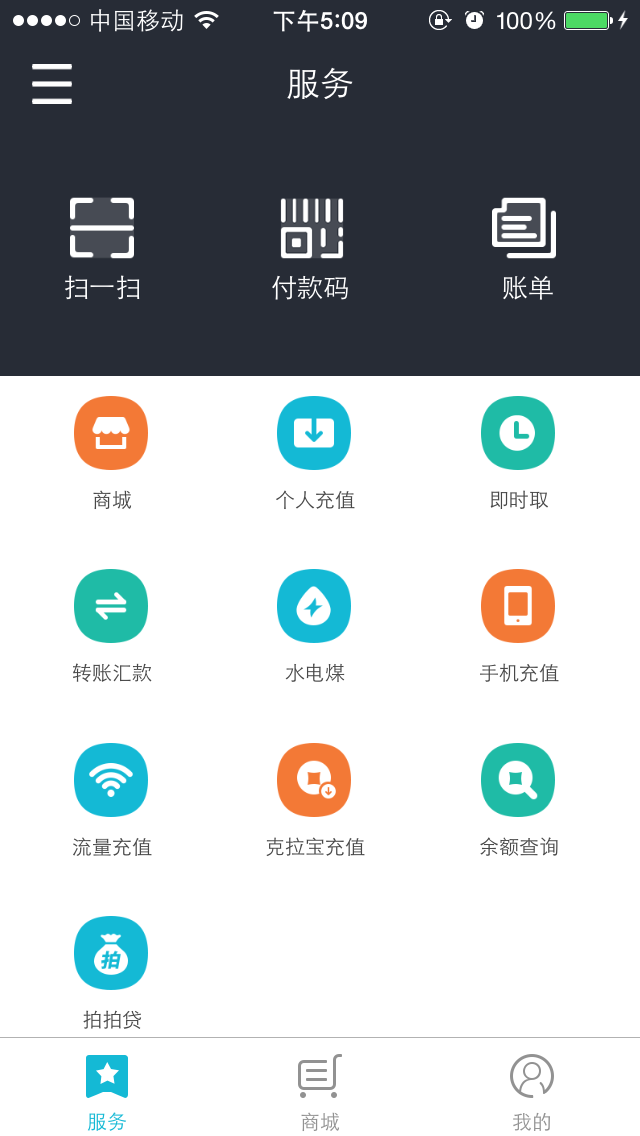 中国移动 下午5:09 100%
服务
扫一扫 付款码 账单
商城 个人充值 即时取
转账汇款 水电煤 手机充值
流量充值 克拉宝充值 余额查询
拍
拍拍贷
服务 商城 我的